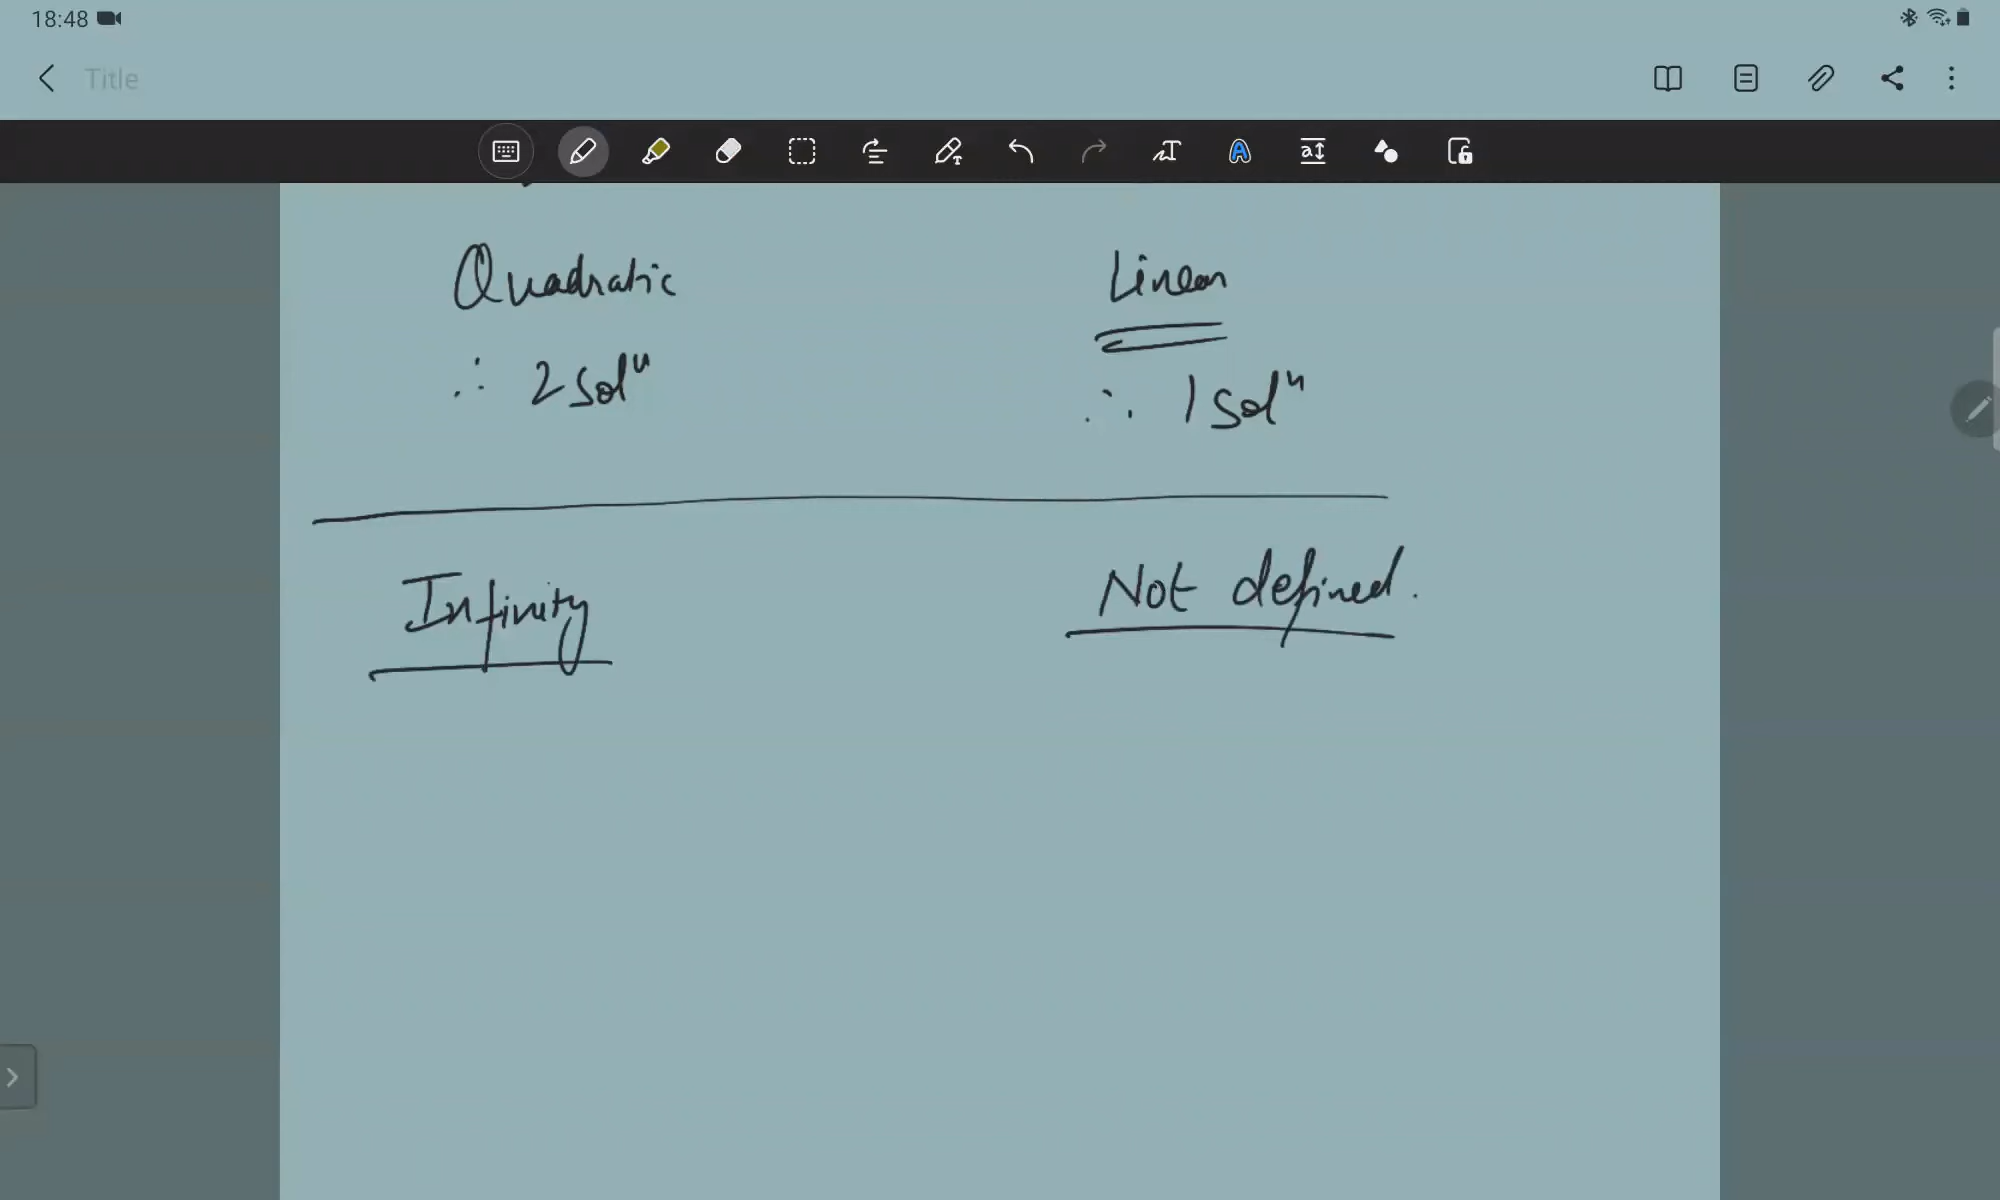 18:48
Title
Quadratic
Linear
∴ 2 solⁿ
∴ 1 solⁿ
Infinity
Not defined.